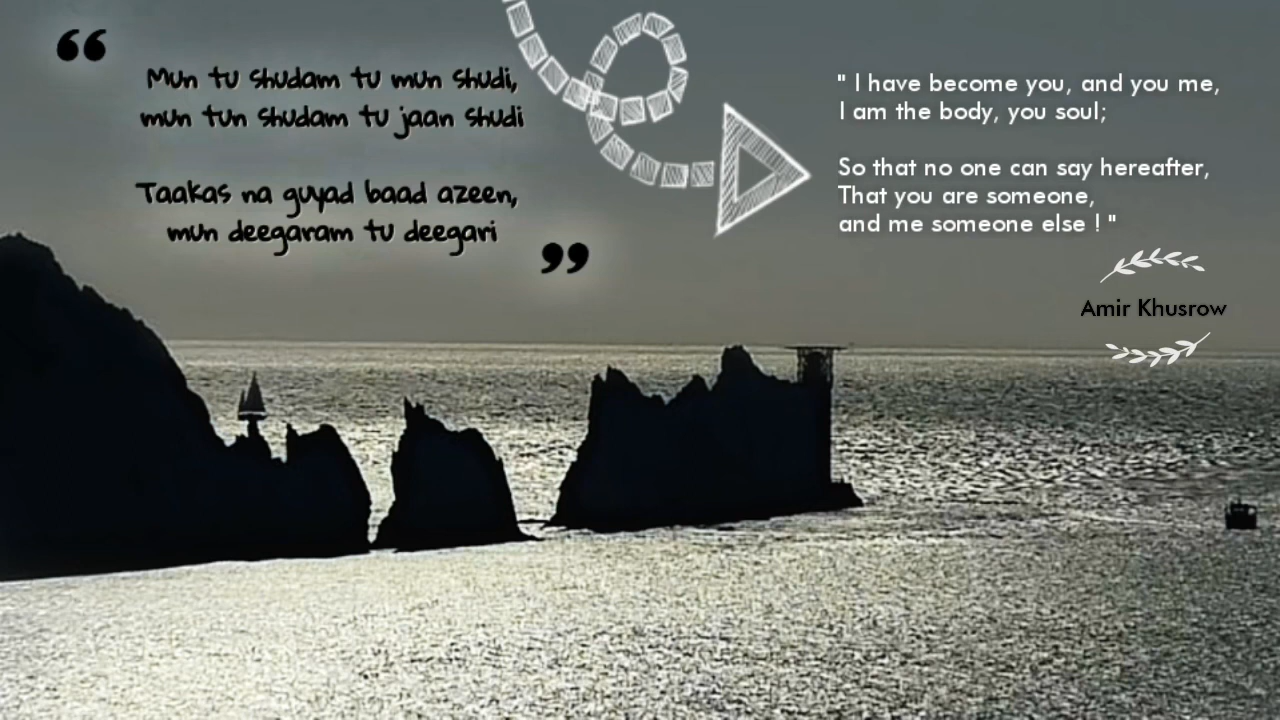 “
Mun tu shudam tu mun shudi,
mun tun shudam tu jaan shudi
Taakas na guyad baad azeen,
mun deegaram tu deegari
”
" I have become you, and you me,
I am the body, you soul;
So that no one can say hereafter,
That you are someone,
and me someone else ! "
Amir Khusrow